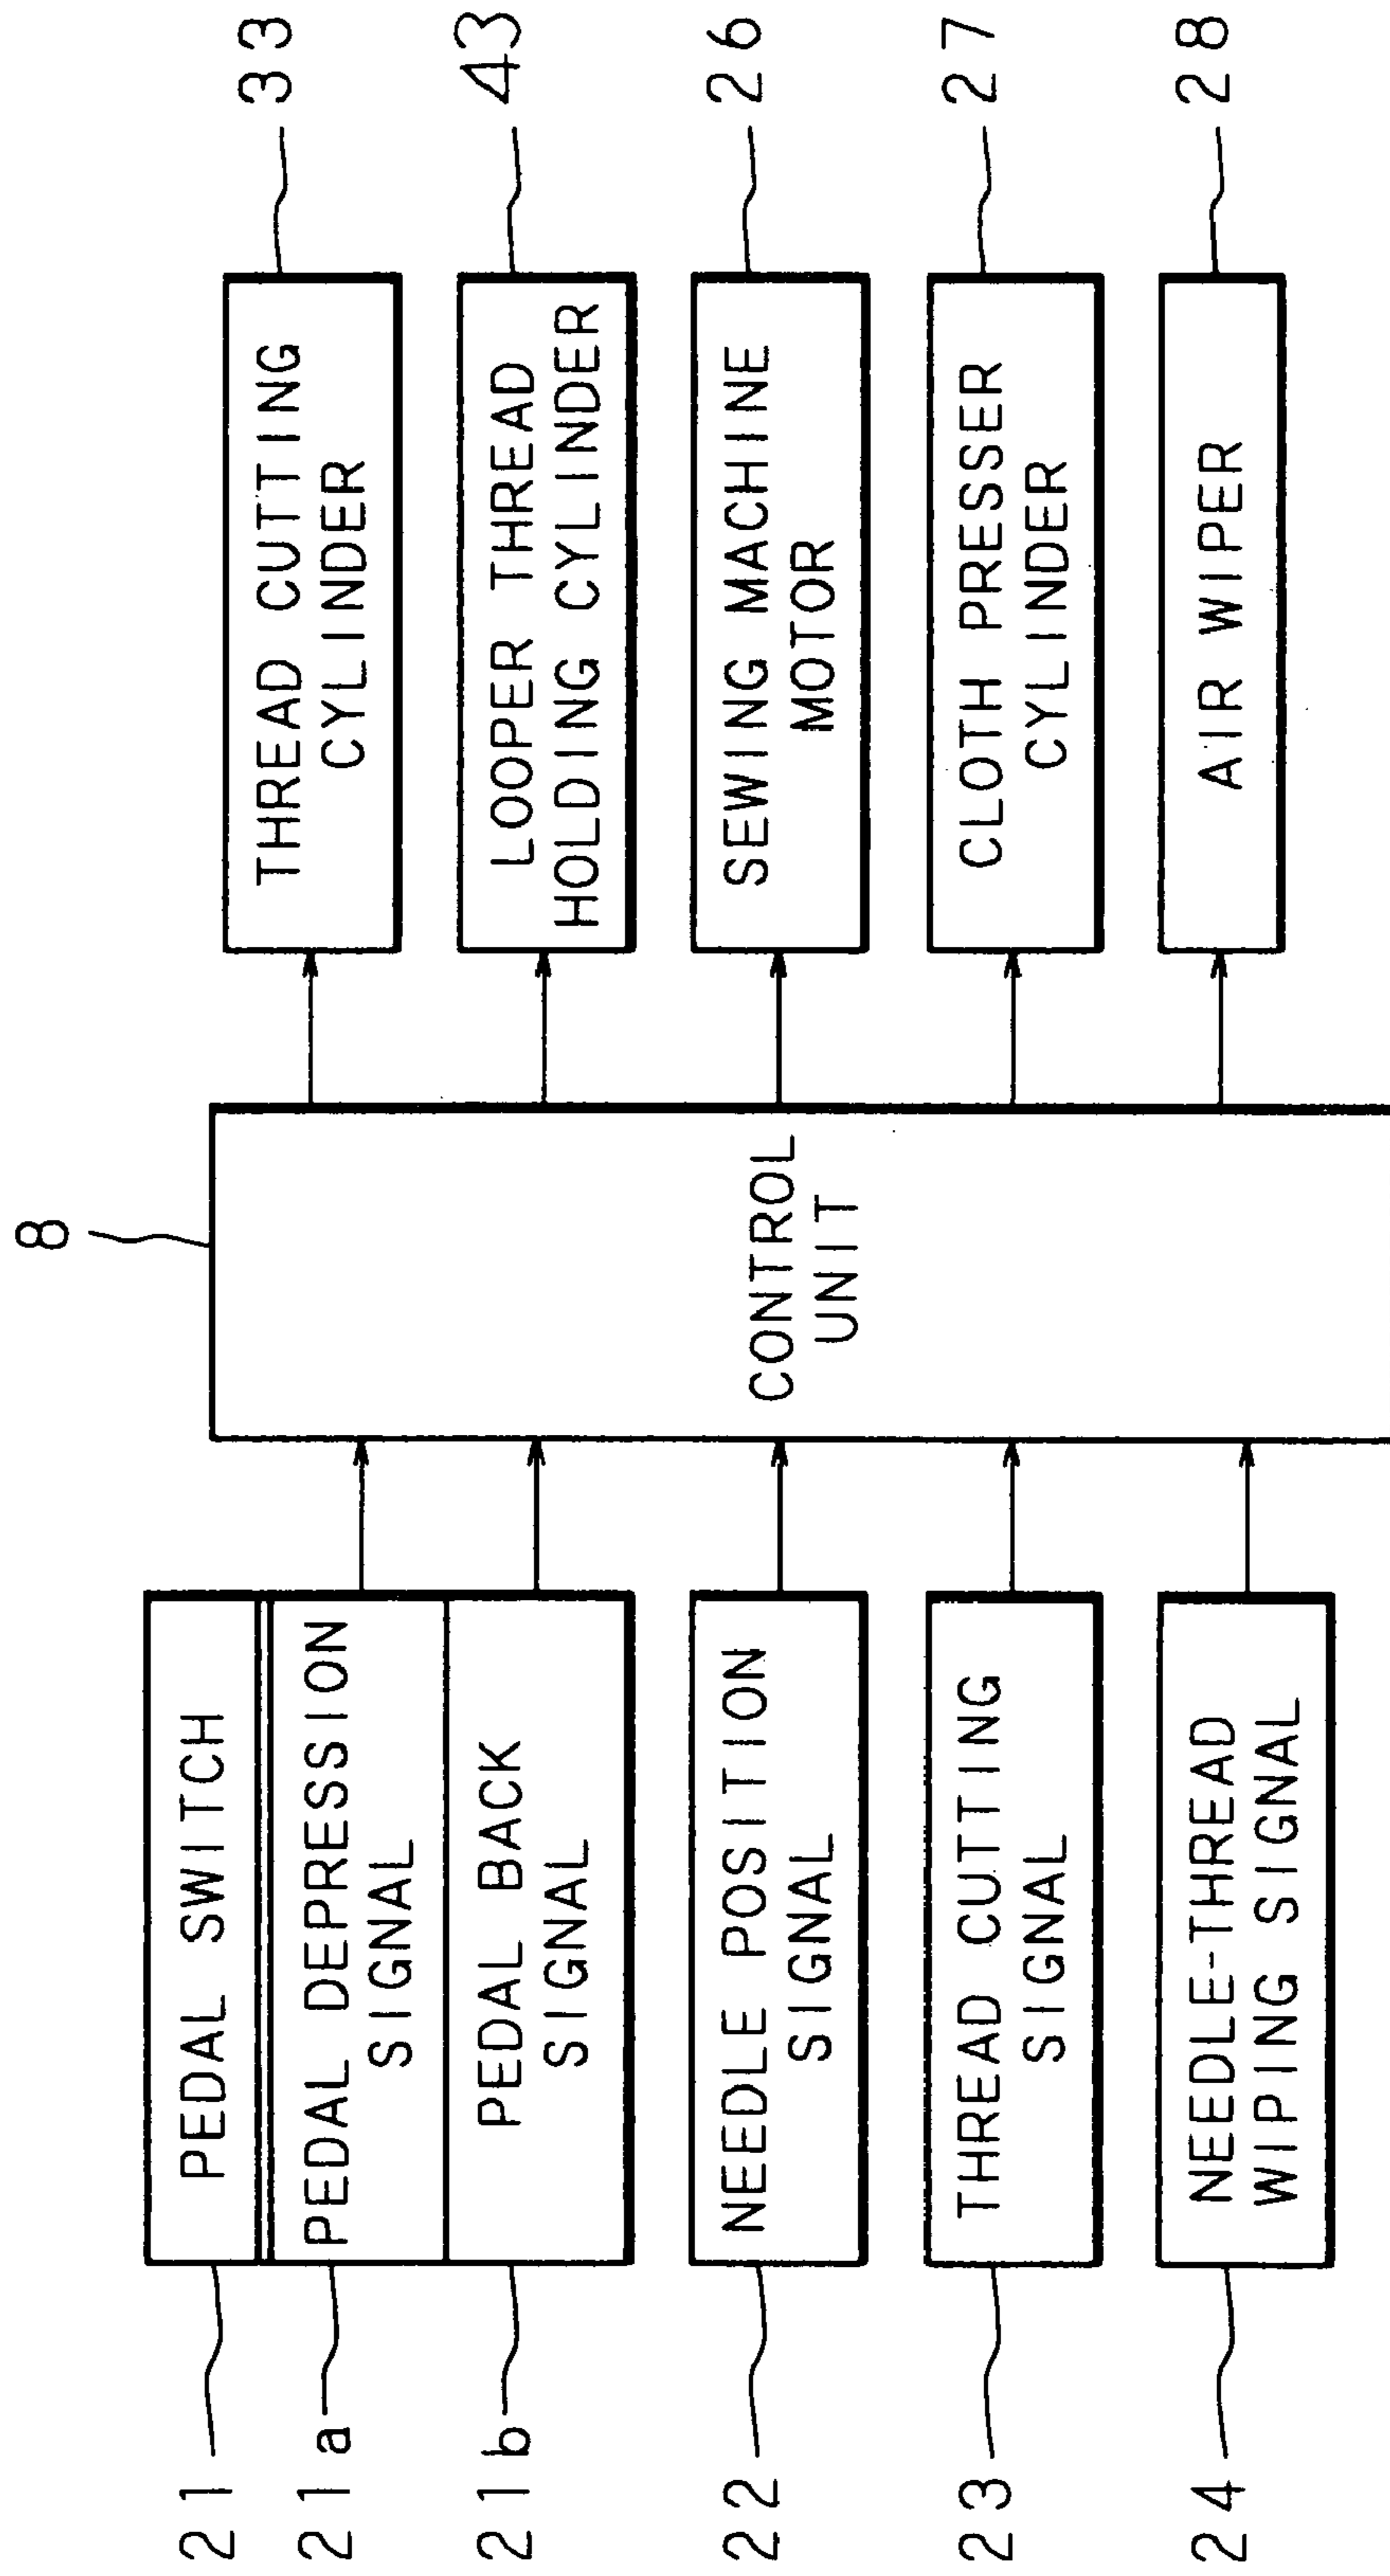 8
21
PEDAL SWITCH
21a
PEDAL DEPRESSION
SIGNAL
21b
PEDAL BACK
SIGNAL
22
NEEDLE POSITION
SIGNAL
23
THREAD CUTTING
SIGNAL
24
NEEDLE-THREAD
WIPING SIGNAL
CONTROL
UNIT
THREAD CUTTING
CYLINDER
33
LOOPER THREAD
HOLDING CYLINDER
43
SEWING MACHINE
MOTOR
26
CLOTH PRESSER
CYLINDER
27
AIR WIPER
28